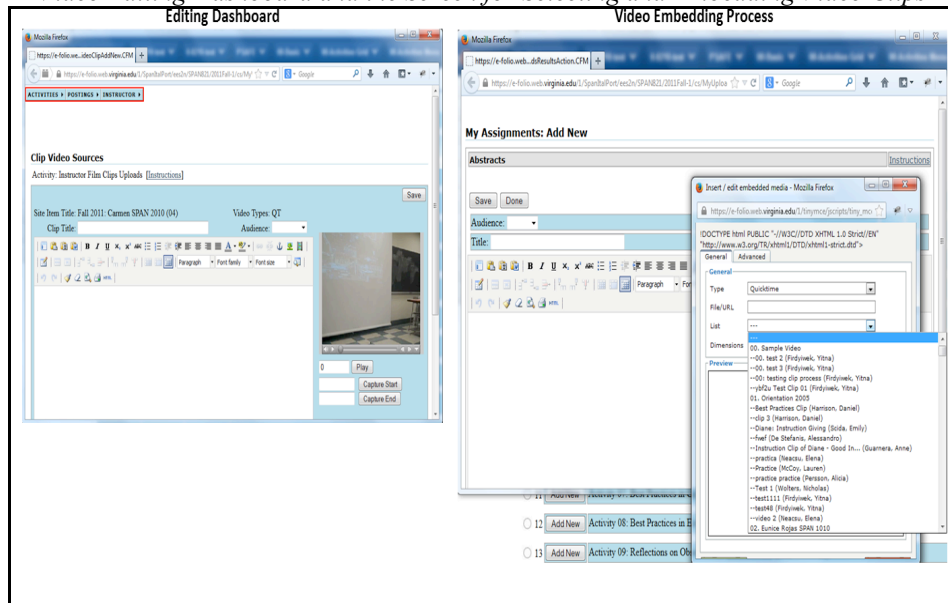 Editing Dashboard
Video Embedding Process
Mozilla Firefox
https://e-folio.we...ideoClipAddNew.CFM
https://e-folio.web.virginia.edu/1/SpanItalPort/ees2n/SPAN821/2011Fall-1/cs/My
Google
ACTIVITIES POSTINGS INSTRUCTOR
Clip Video Sources
Activity: Instructor Film Clips Uploads [Instructions]
Save
Site Item Title: Fall 2011: Carmen SPAN 2010 (04) Video Types: QT
Clip Title: Audience:
Paragraph Font family Font size
HTML
0 Play
Capture Start
Capture End
Mozilla Firefox
https://e-folio.web...dsResultsAction.CFM
https://e-folio.web.virginia.edu/1/SpanItalPort/ees2n/SPAN821/2011Fall-1/cs/MyUploa
Google
My Assignments: Add New
Abstracts Instructions
Save Done
Audience:
Title:
Paragraph
HTML
Insert / edit embedded media - Mozilla Firefox
https://e-folio.web.virginia.edu/1/tinymce/jscripts/tiny_mc
!DOCTYPE html PUBLIC "-//W3C//DTD XHTML 1.0 Strict//EN"
"http://www.w3.org/TR/xhtml1/DTD/xhtml1-strict.dtd">
General Advanced
General
Type Quicktime
File/URL
List ---
Dimensions
Preview
---
00. Sample Video
--00. test 2 (Firdyiwek, Yitna)
--00. test 3 (Firdyiwek, Yitna)
--00: testing clip process (Firdyiwek, Yitna)
--ybf2u Test Clip 01 (Firdyiwek, Yitna)
01. Orientation 2005
--Best Practices Clip (Harrison, Daniel)
--clip 3 (Harrison, Daniel)
--Diane: Instruction Giving (Scida, Emily)
--fwef (De Stefanis, Alessandro)
--Instruction Clip of Diane - Good In... (Guarnera, Anne)
--practica (Neacsu, Elena)
--Practice (McCoy, Lauren)
--practice practice (Persson, Alicia)
--Test 1 (Wolters, Nicholas)
--test1111 (Firdyiwek, Yitna)
--test48 (Firdyiwek, Yitna)
--video 2 (Neacsu, Elena)
02. Eunice Rojas SPAN 1010
11 Add New Activity 07: Best Practices in
12 Add New Activity 08: Best Practices in
13 Add New Activity 09: Reflections on